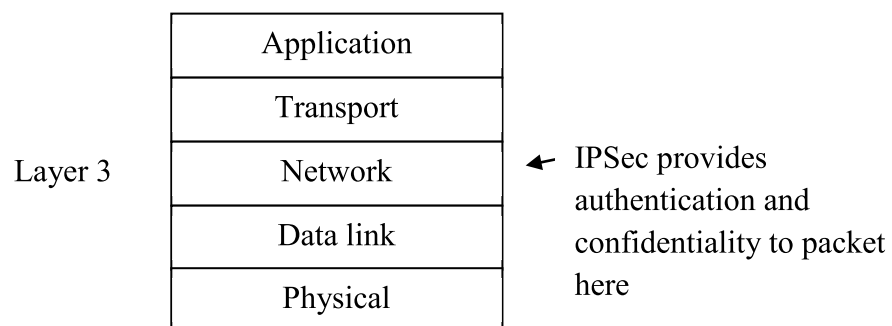 Application
Transport
Layer 3
Network
Data link
Physical
IPSec provides
authentication and
confidentiality to packet
here